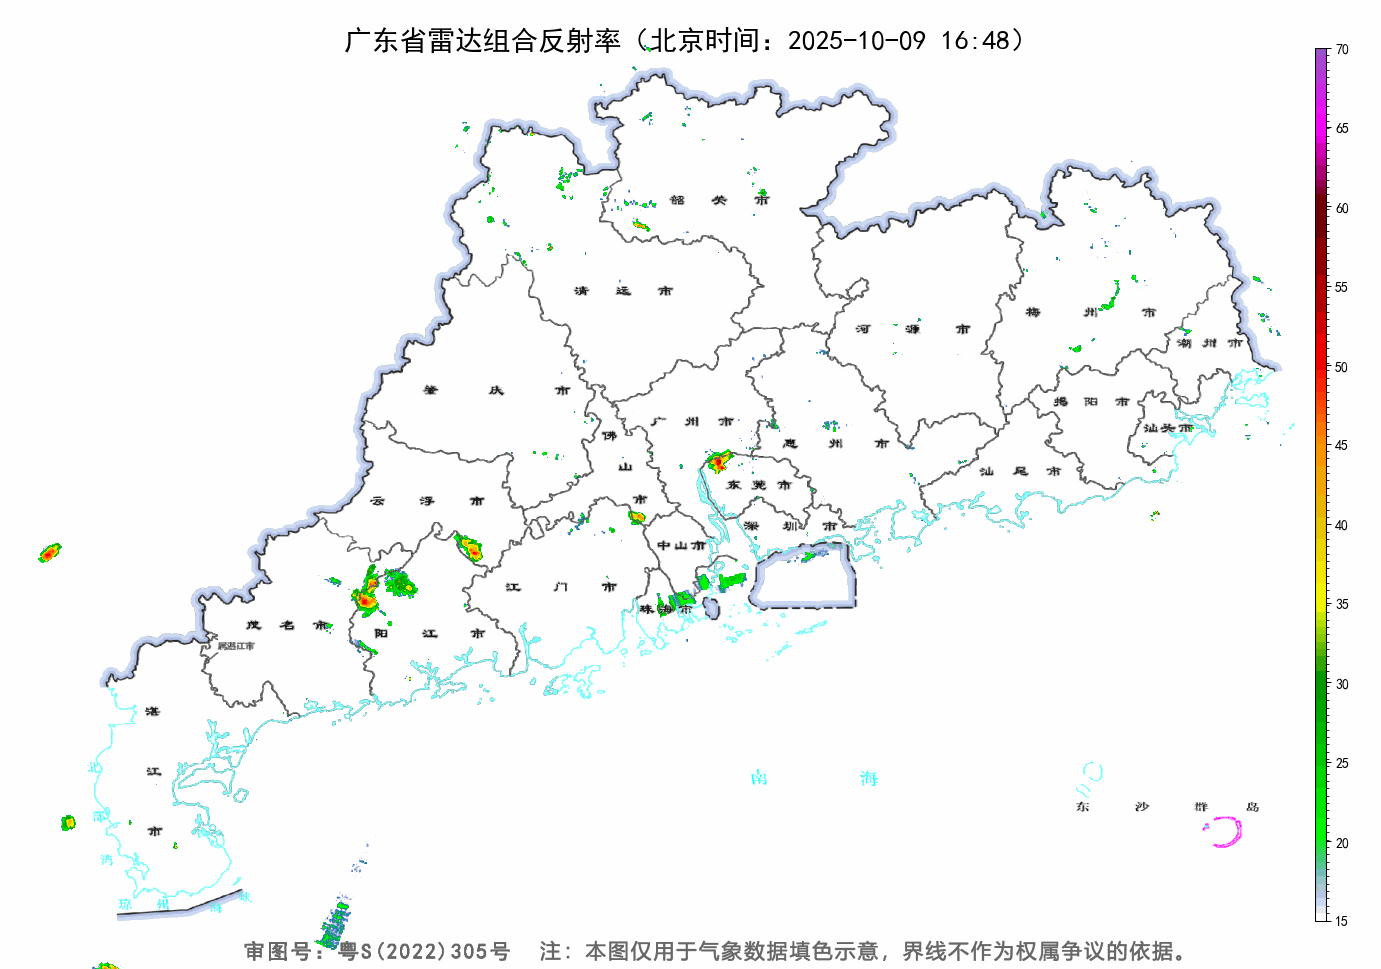 广东省雷达组合反射率（北京时间：2025-10-09 16:48）
70
65
60
55
50
45
40
35
30
25
20
15
韶关市
清远市
河源市
梅州市
潮州市
肇庆市
广州市
惠州市
揭阳市
汕头市
佛山市
云浮市
东莞市
汕尾市
深圳市
中山市
江门市
珠海市
茂名市
阳江市
属湛江市
湛江市
北部湾
琼州海峡
南海
东沙群岛
审图号：粤S(2022)305号 注：本图仅用于气象数据填色示意，界线不作为权属争议的依据。